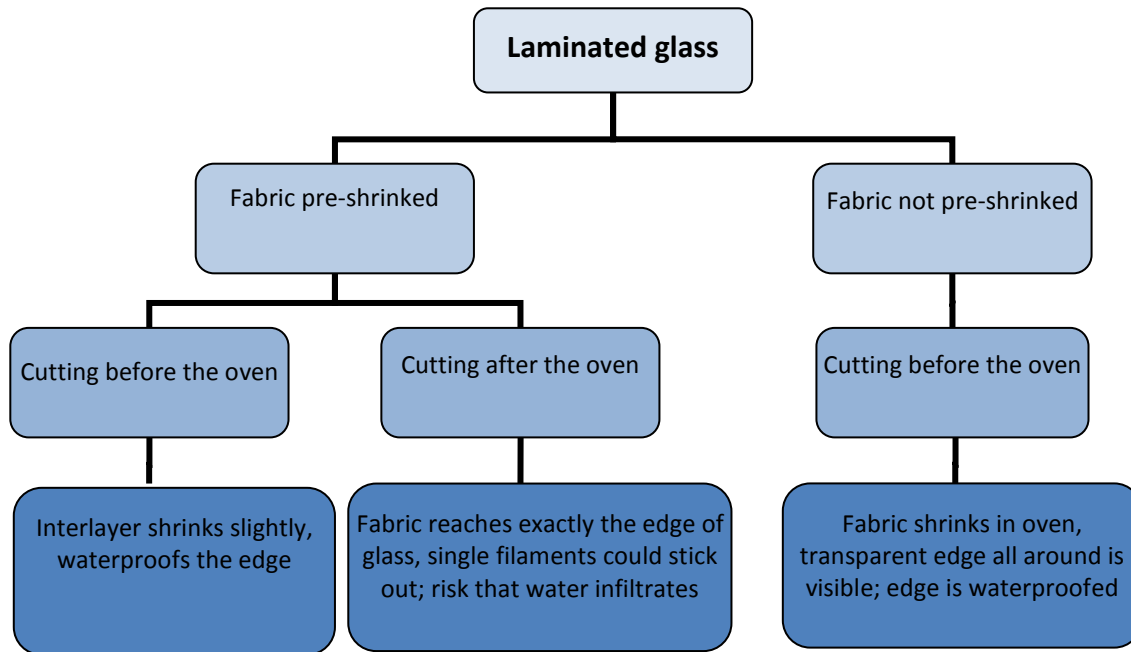 Laminated glass
Fabric pre-shrinked
Fabric not pre-shrinked
Cutting before the oven
Cutting after the oven
Cutting before the oven
Interlayer shrinks slightly,
waterproofs the edge
Fabric reaches exactly the edge of
glass, single filaments could stick
out; risk that water infiltrates
Fabric shrinks in oven,
transparent edge all around is
visible; edge is waterproofed